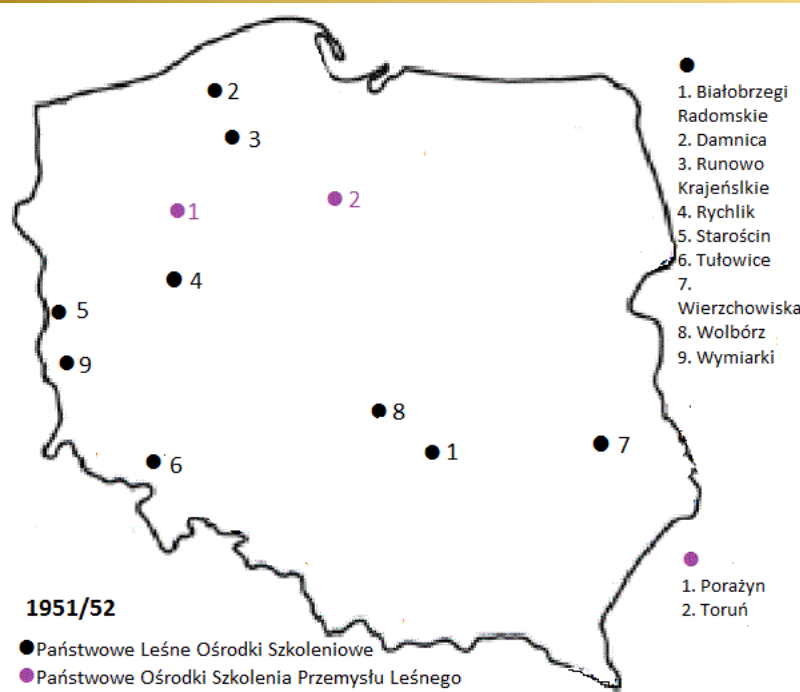 2
3
1
2
4
5
9
8
1
7
6
1. Białobrzegi
Radomskie
2. Damnica
3. Runowo
Krajeńslkie
4. Rychlik
5. Starościn
6. Tułowice
7.
Wierzchowiska
8. Wolbórz
9. Wymiarki
1. Porażyn
2. Toruń
1951/52
Państwowe Leśne Ośrodki Szkoleniowe
Państwowe Ośrodki Szkolenia Przemysłu Leśnego